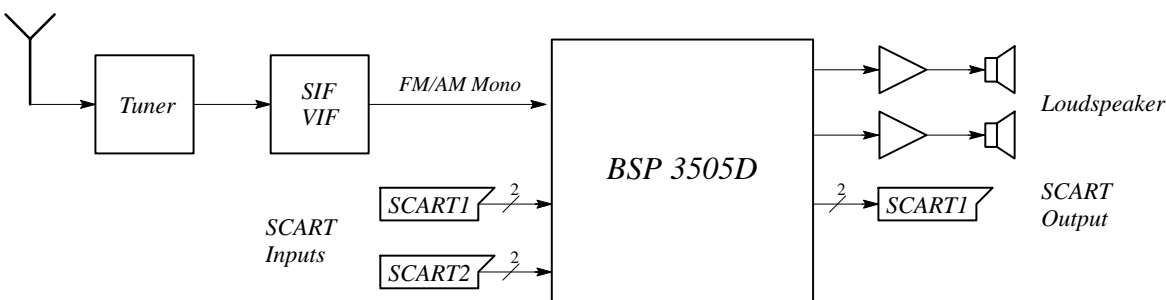 Tuner
SIF
VIF
FM/AM Mono
BSP 3505D
Loudspeaker
SCART
Inputs
SCART1
2
SCART2
2
2
SCART1
SCART
Output